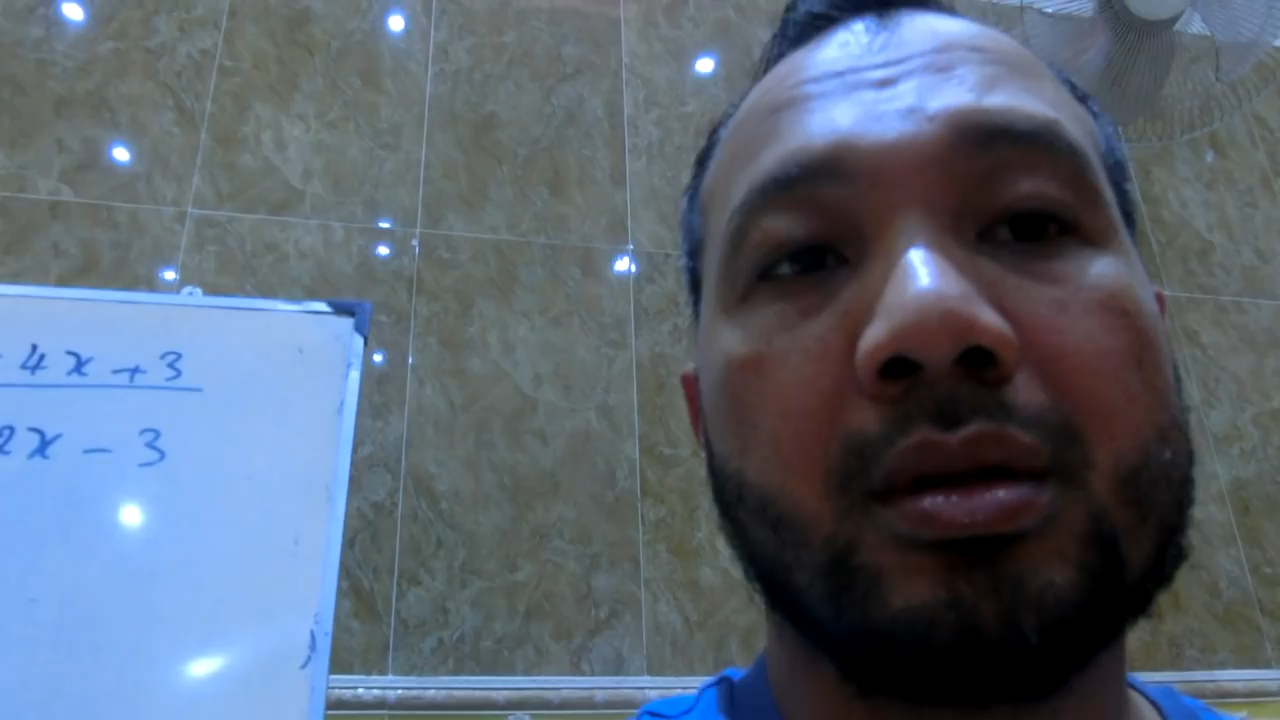 - 4x + 3
2x - 3